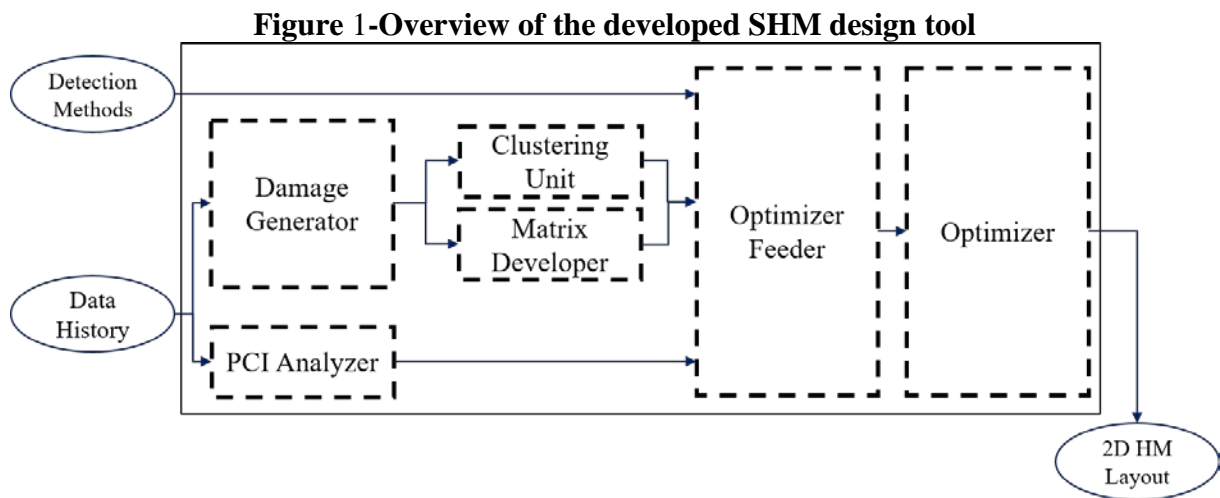 Figure 1-Overview of the developed SHM design tool
Detection
Methods
Damage
Generator
Clustering
Unit
Matrix
Developer
Optimizer
Feeder
Optimizer
Data
History
PCI Analyzer
2D HM
Layout